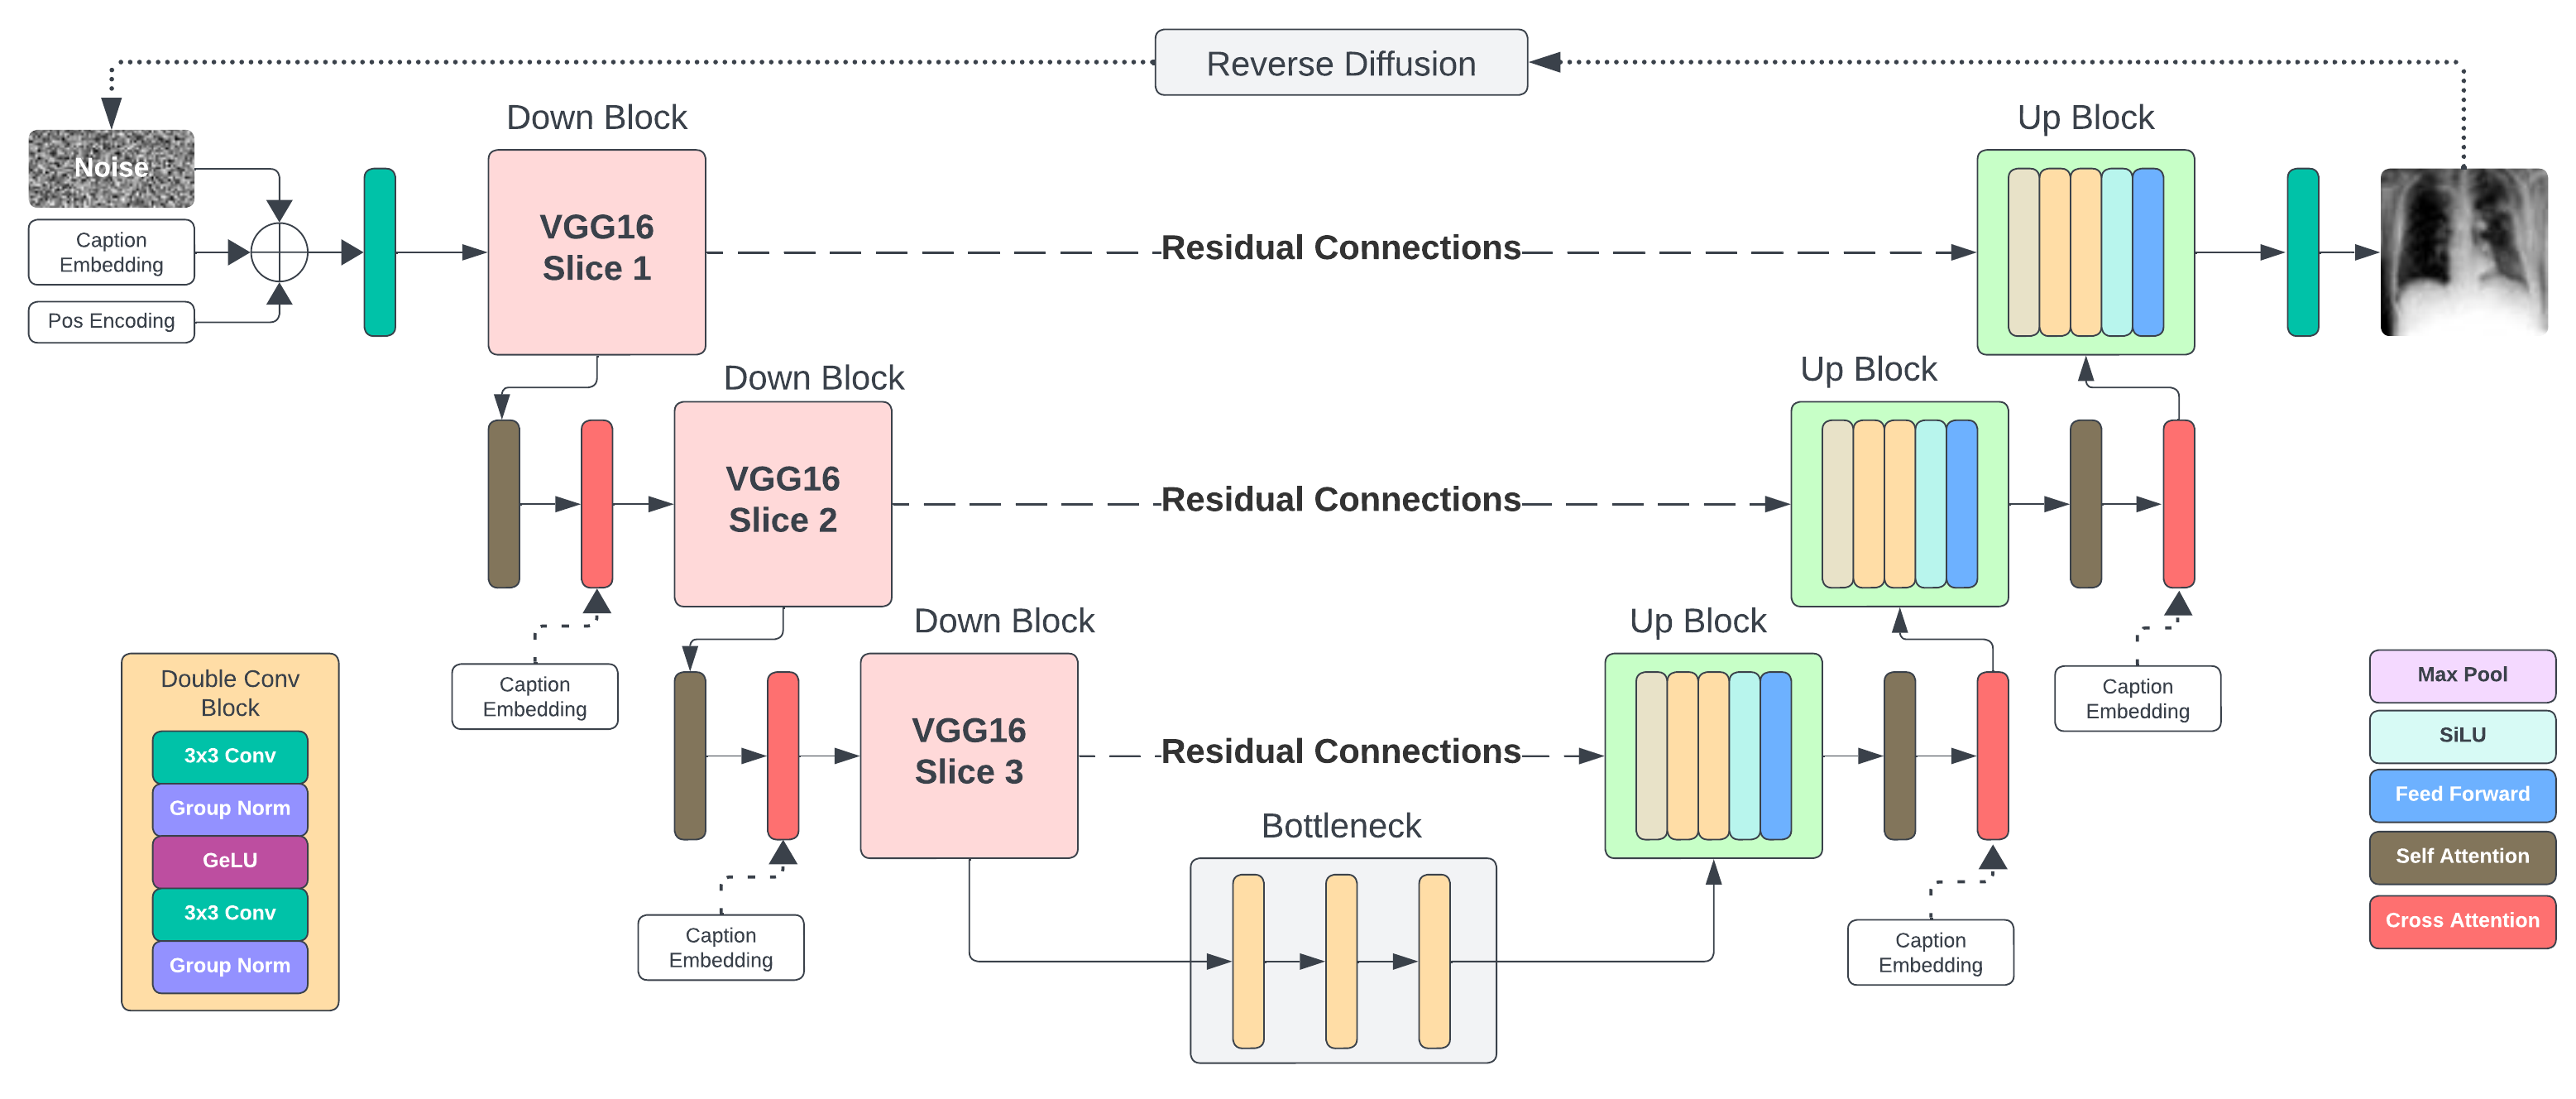 Reverse Diffusion
Down Block
Up Block
Noise
Caption
Embedding
Pos Encoding
VGG16
Slice 1
Residual Connections
Down Block
Up Block
VGG16
Slice 2
Residual Connections
Down Block
Up Block
Caption
Embedding
Caption
Embedding
VGG16
Slice 3
Residual Connections
Bottleneck
Caption
Embedding
Caption
Embedding
Double Conv
Block
3x3 Conv
Group Norm
GeLU
3x3 Conv
Group Norm
Max Pool
SiLU
Feed Forward
Self Attention
Cross Attention